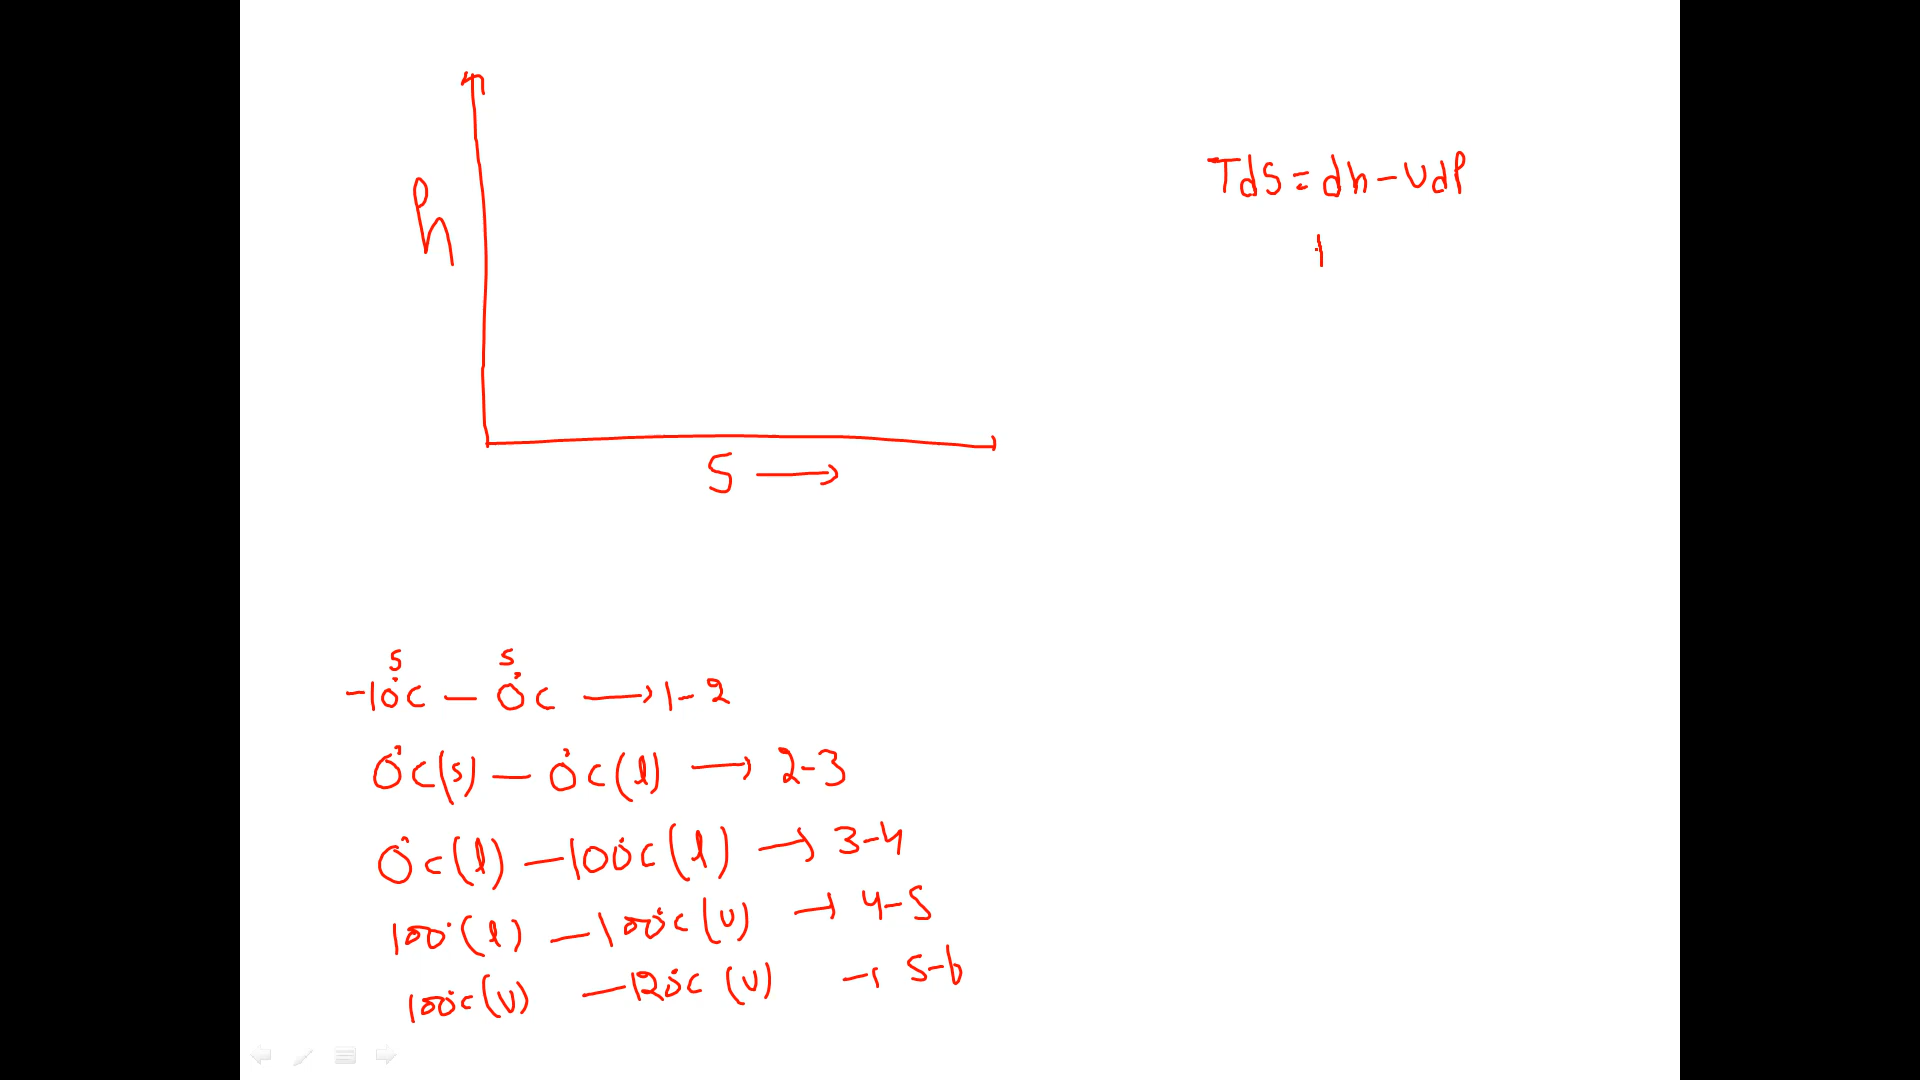 h
TdS = dh - vdP
S →
-10°C (s) — 0°C (s) → 1-2
0°C(s) — 0°C(l) → 2-3
0°C(l) — 100°C(l) → 3-4
100°(l) — 100°C(v) → 4-5
100°C(v) — 120°C(v) → 5-6